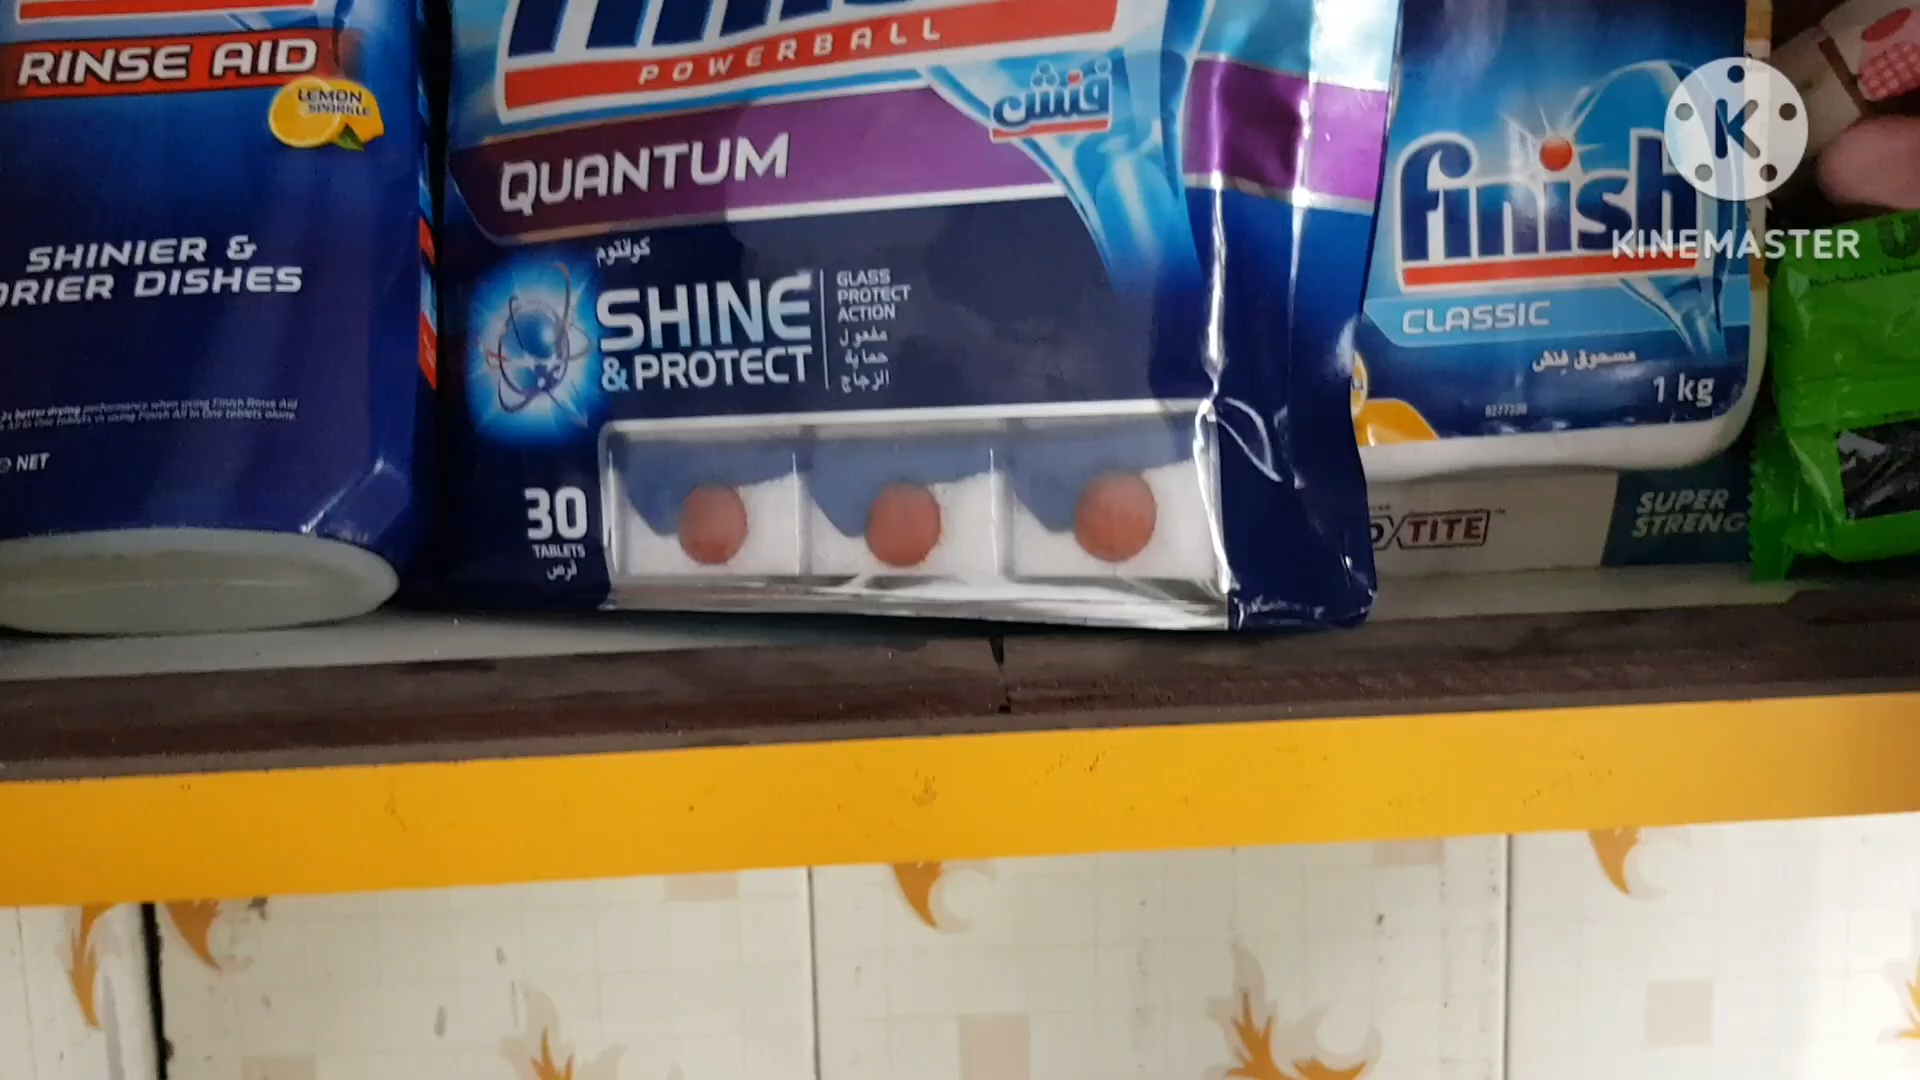 RINSE AID
LEMON
SPARKLE
SHINIER &
DRIER DISHES
NET
POWERBALL
فنش
QUANTUM
كوانتوم
SHINE
& PROTECT
GLASS
PROTECT
ACTION
مفعول
حماية
الزجاج
30
TABLETS
قرص
finish
CLASSIC
مسحوق فنش
1 kg
TITE
SUPER
STRENG
K
KINEMASTER